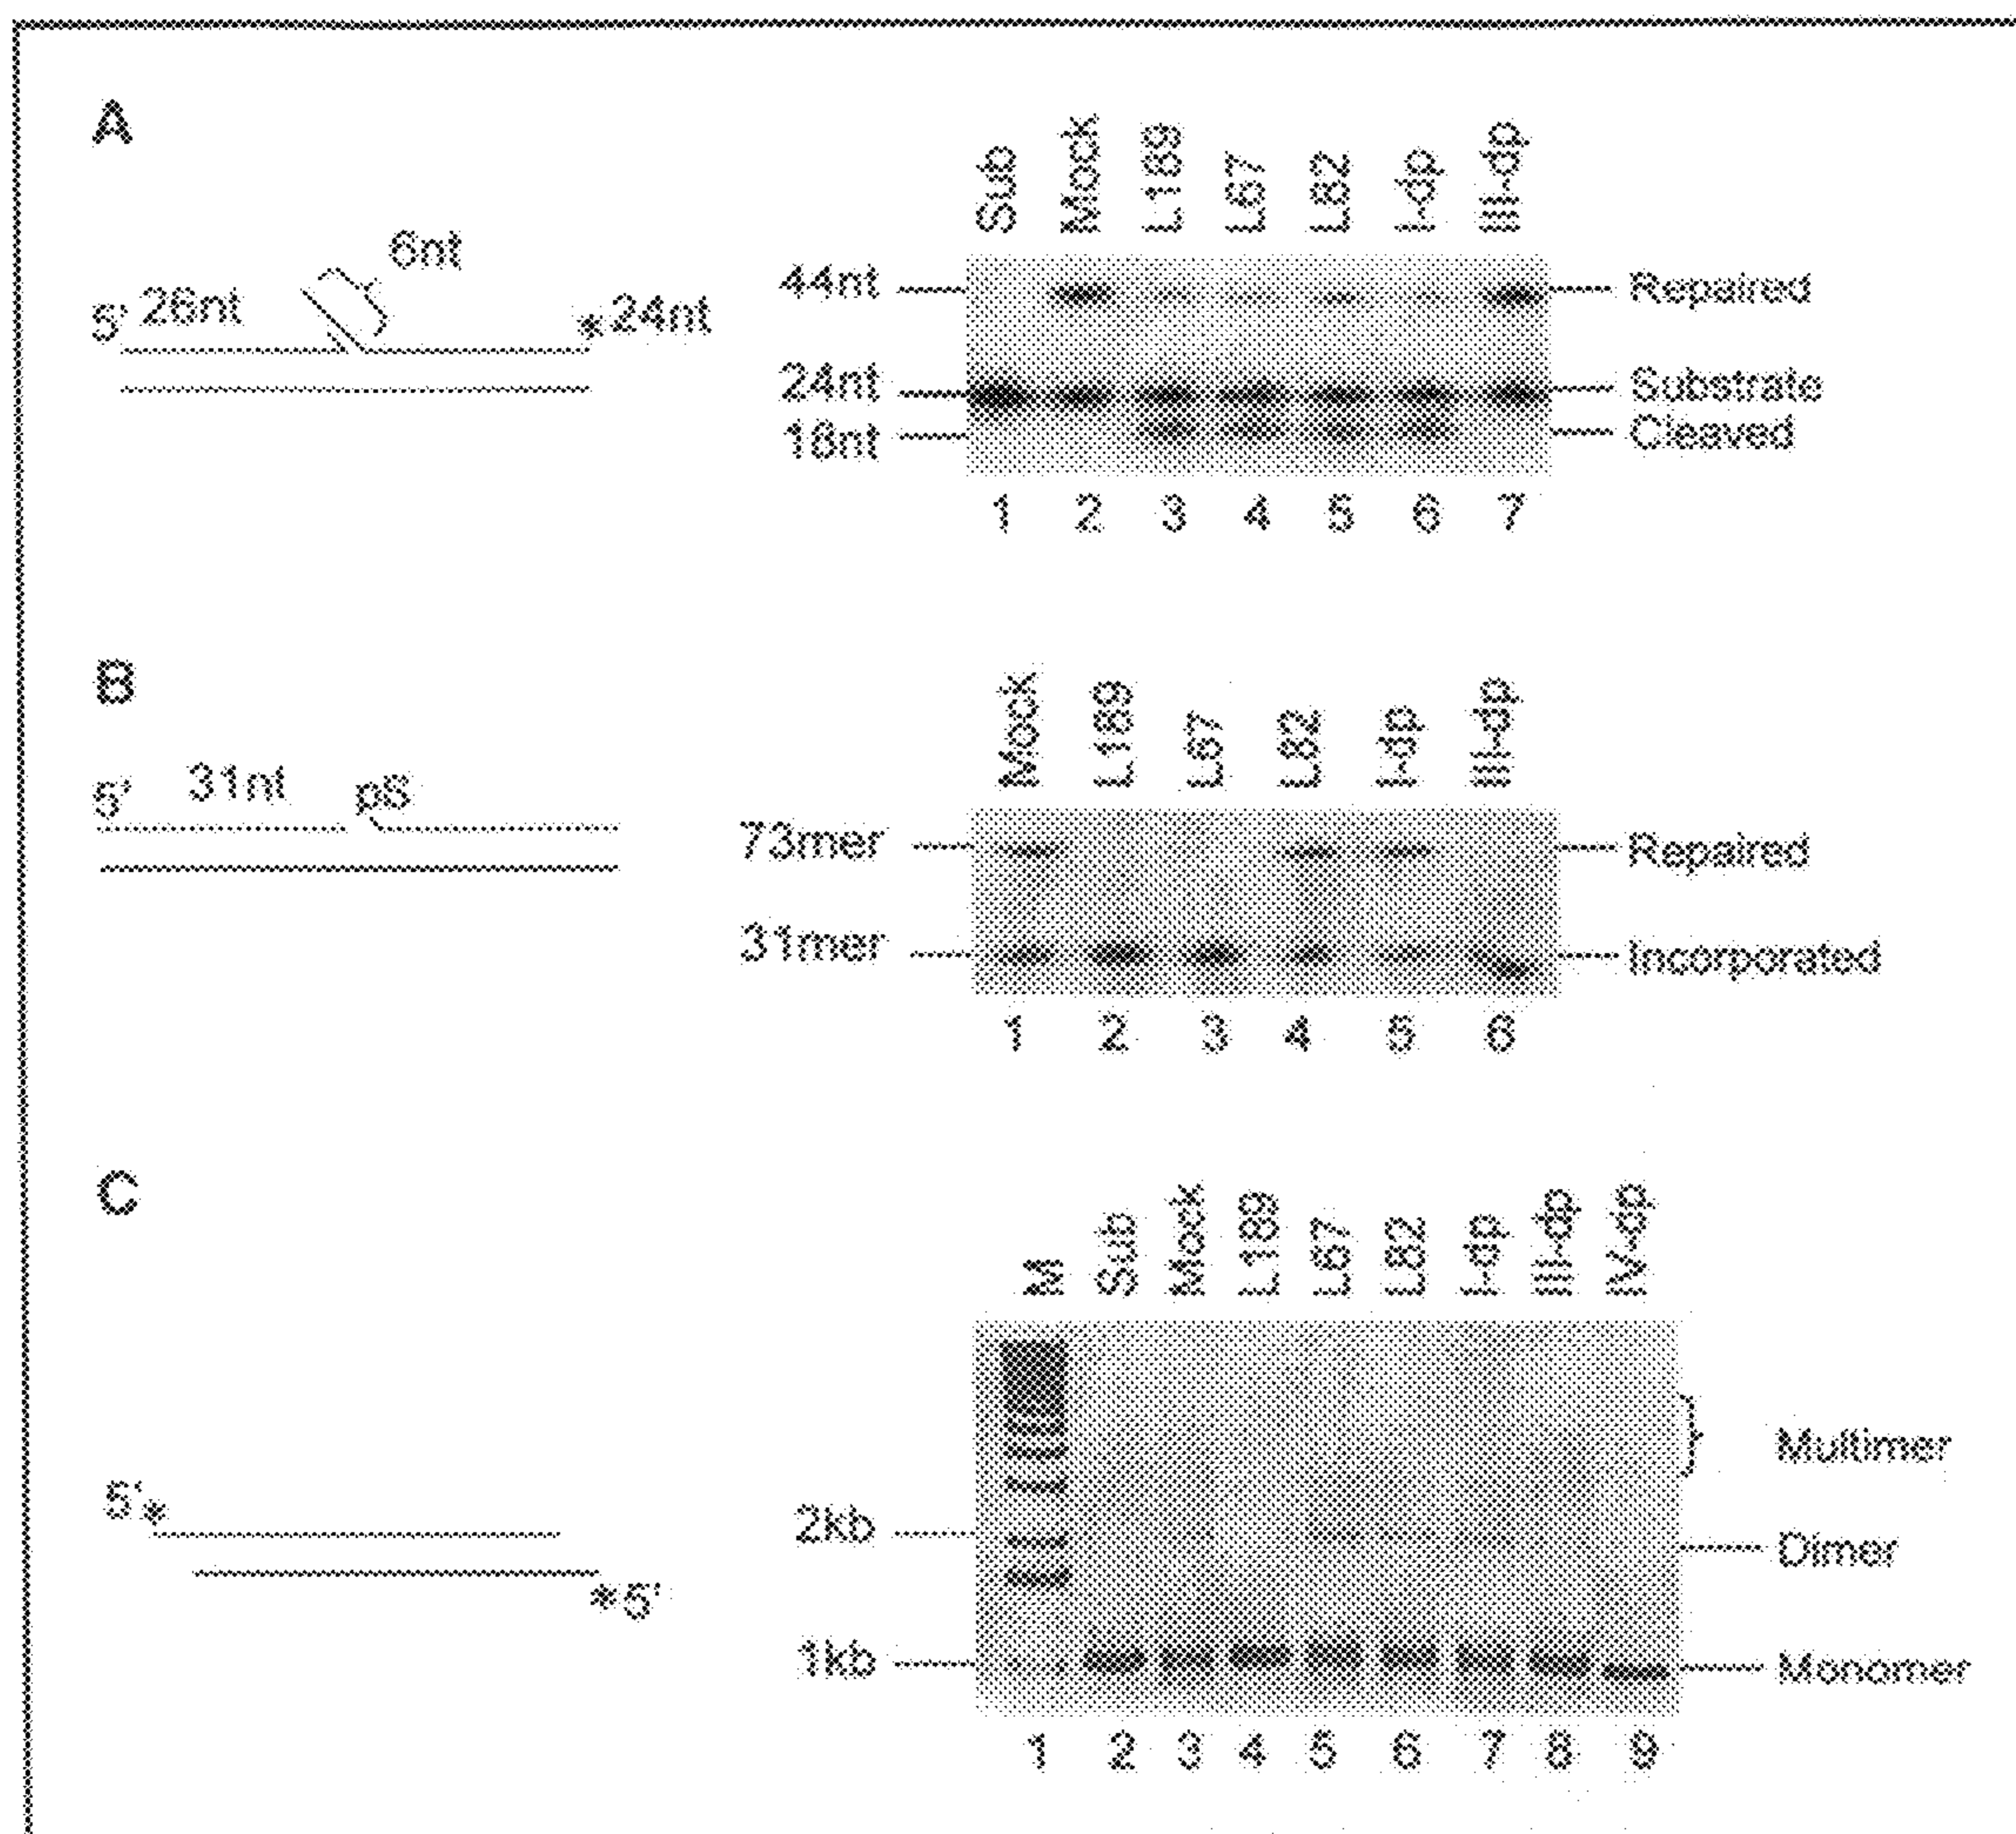 A
5' 26nt
6nt
*24nt
Sub Mock L189 L67 L82 I-dp III-dp
44nt
24nt
18nt
Repaired
Substrate
Cleaved
1 2 3 4 5 6 7
B
5' 31nt
Mock L189 L67 L82 I-dp III-dp
73mer
31mer
Repaired
Incorporated
1 2 3 4 5 6
C
5'*
*5'
M Sub Mock L189 L67 L82 I-dp III-dp IV-dp
2kb
1kb
Multimer
Dimer
Monomer
1 2 3 4 5 6 7 8 9